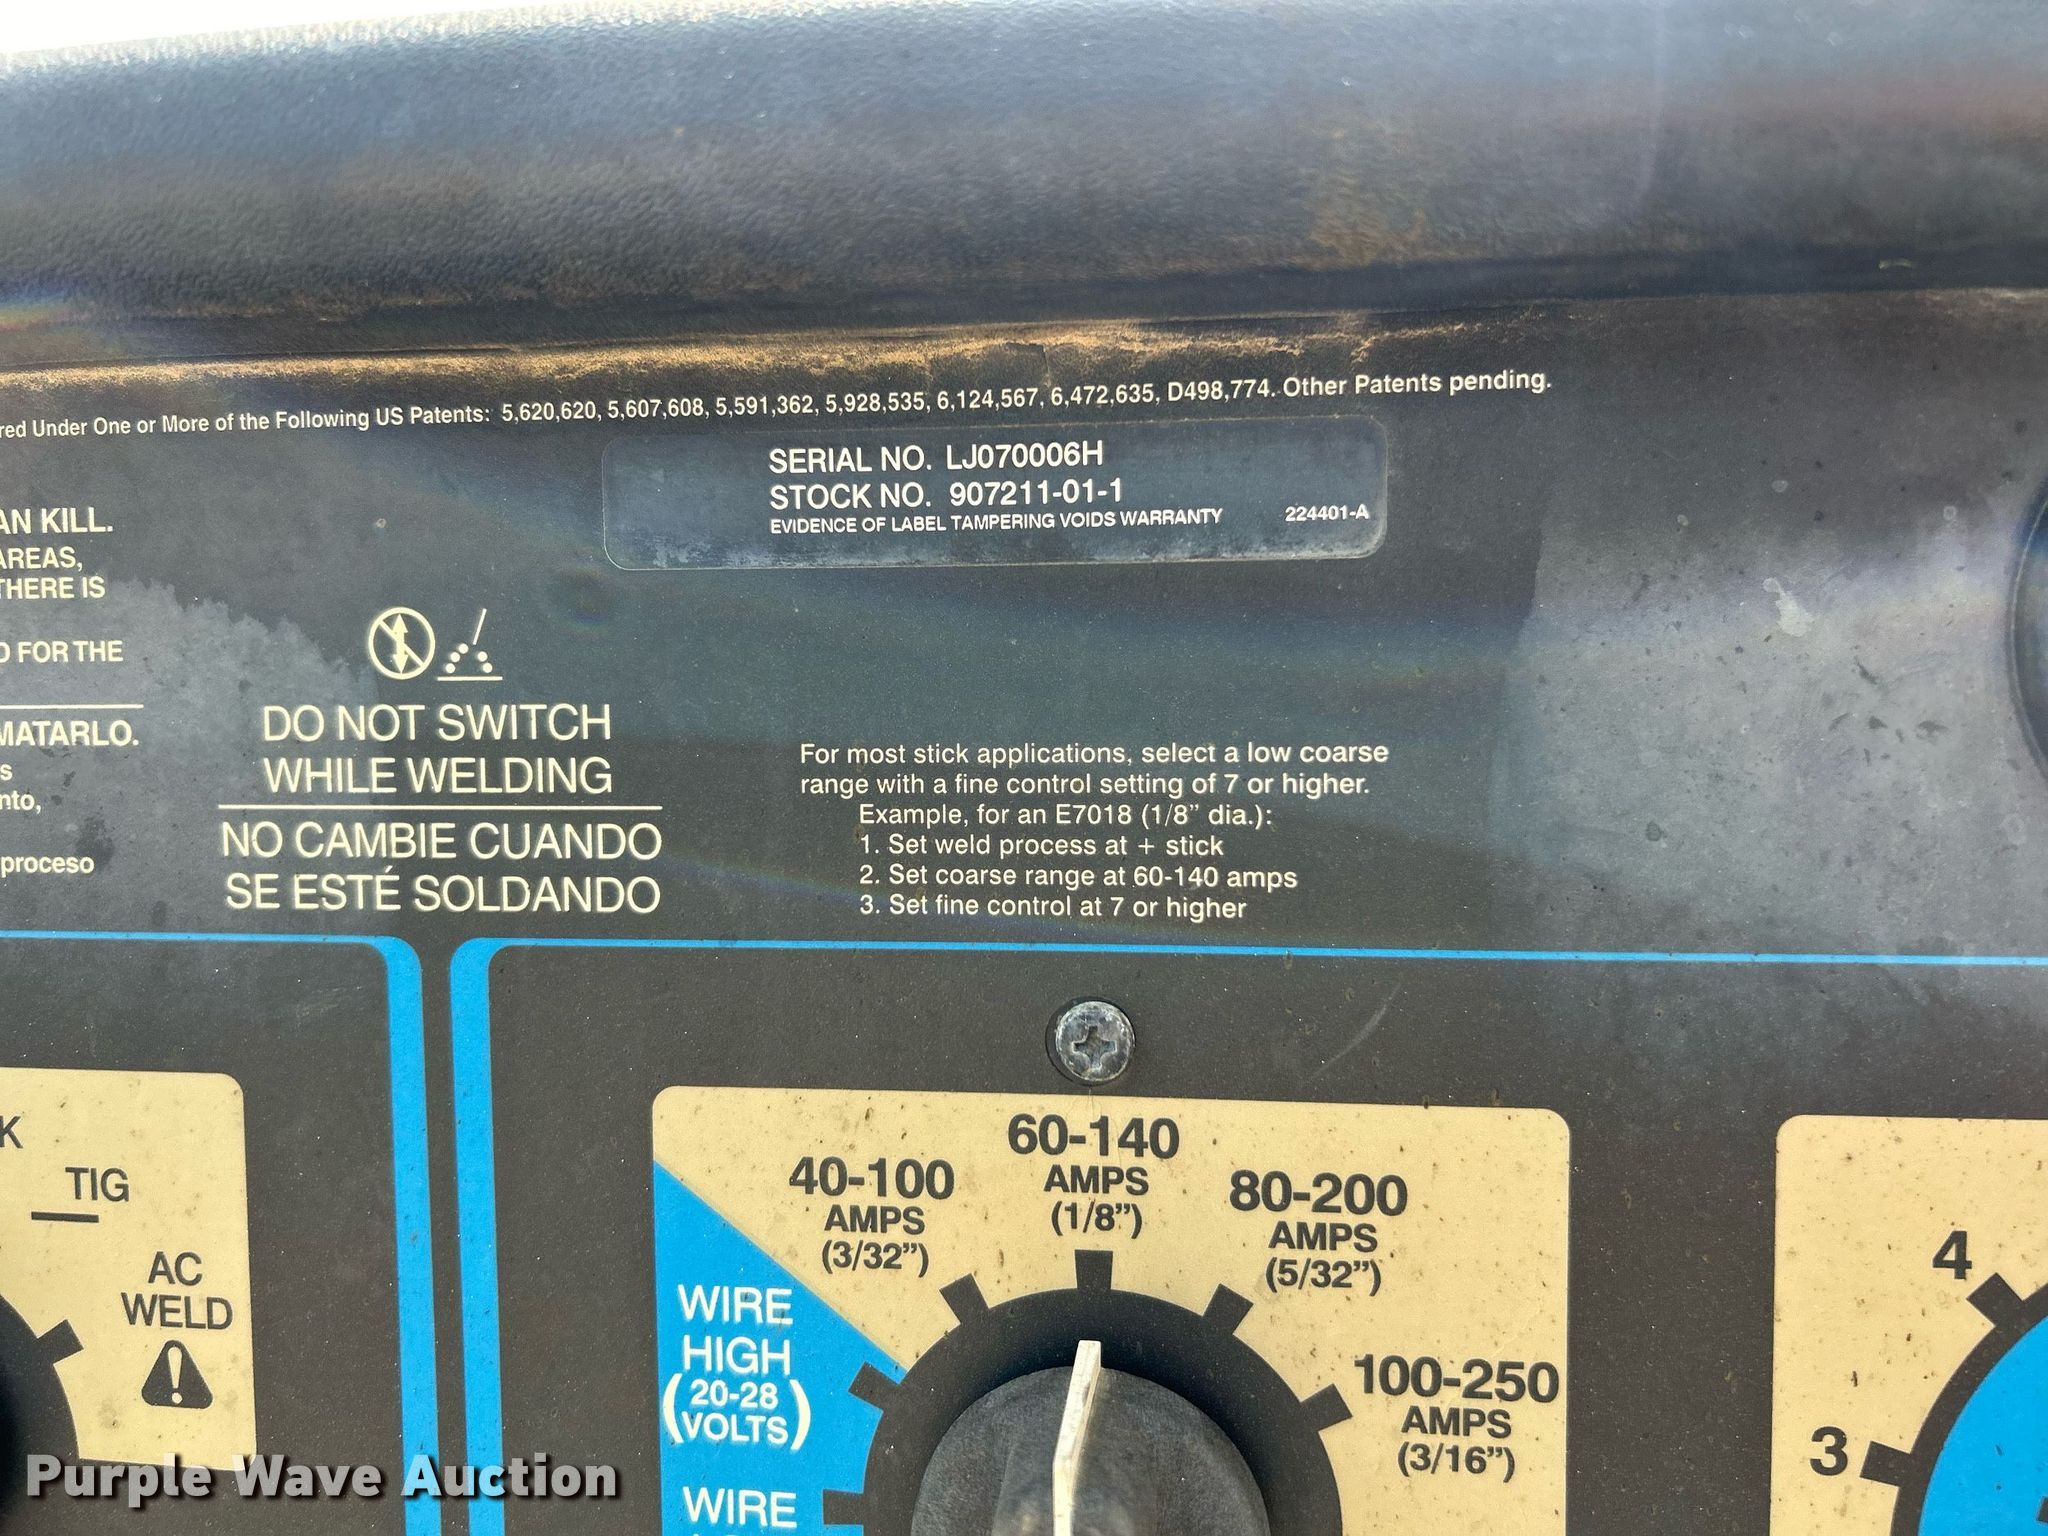 red Under One or More of the Following US Patents: 5,620,620, 5,607,608, 5,591,362, 5,928,535, 6,124,567, 6,472,635, D498,774. Other Patents pending.
SERIAL NO. LJ070006H
STOCK NO. 907211-01-1
EVIDENCE OF LABEL TAMPERING VOIDS WARRANTY 224401-A
AN KILL.
AREAS,
THERE IS
D FOR THE
MATARLO.
s
nto,
proceso
DO NOT SWITCH
WHILE WELDING
NO CAMBIE CUANDO
SE ESTÉ SOLDANDO
For most stick applications, select a low coarse
range with a fine control setting of 7 or higher.
Example, for an E7018 (1/8” dia.):
1. Set weld process at + stick
2. Set coarse range at 60-140 amps
3. Set fine control at 7 or higher
K
TIG
AC
WELD
WIRE
HIGH
(20-28
VOLTS)
WIRE
40-100
AMPS
(3/32”)
60-140
AMPS
(1/8”)
80-200
AMPS
(5/32”)
100-250
AMPS
(3/16”)
4
3
Purple Wave Auction